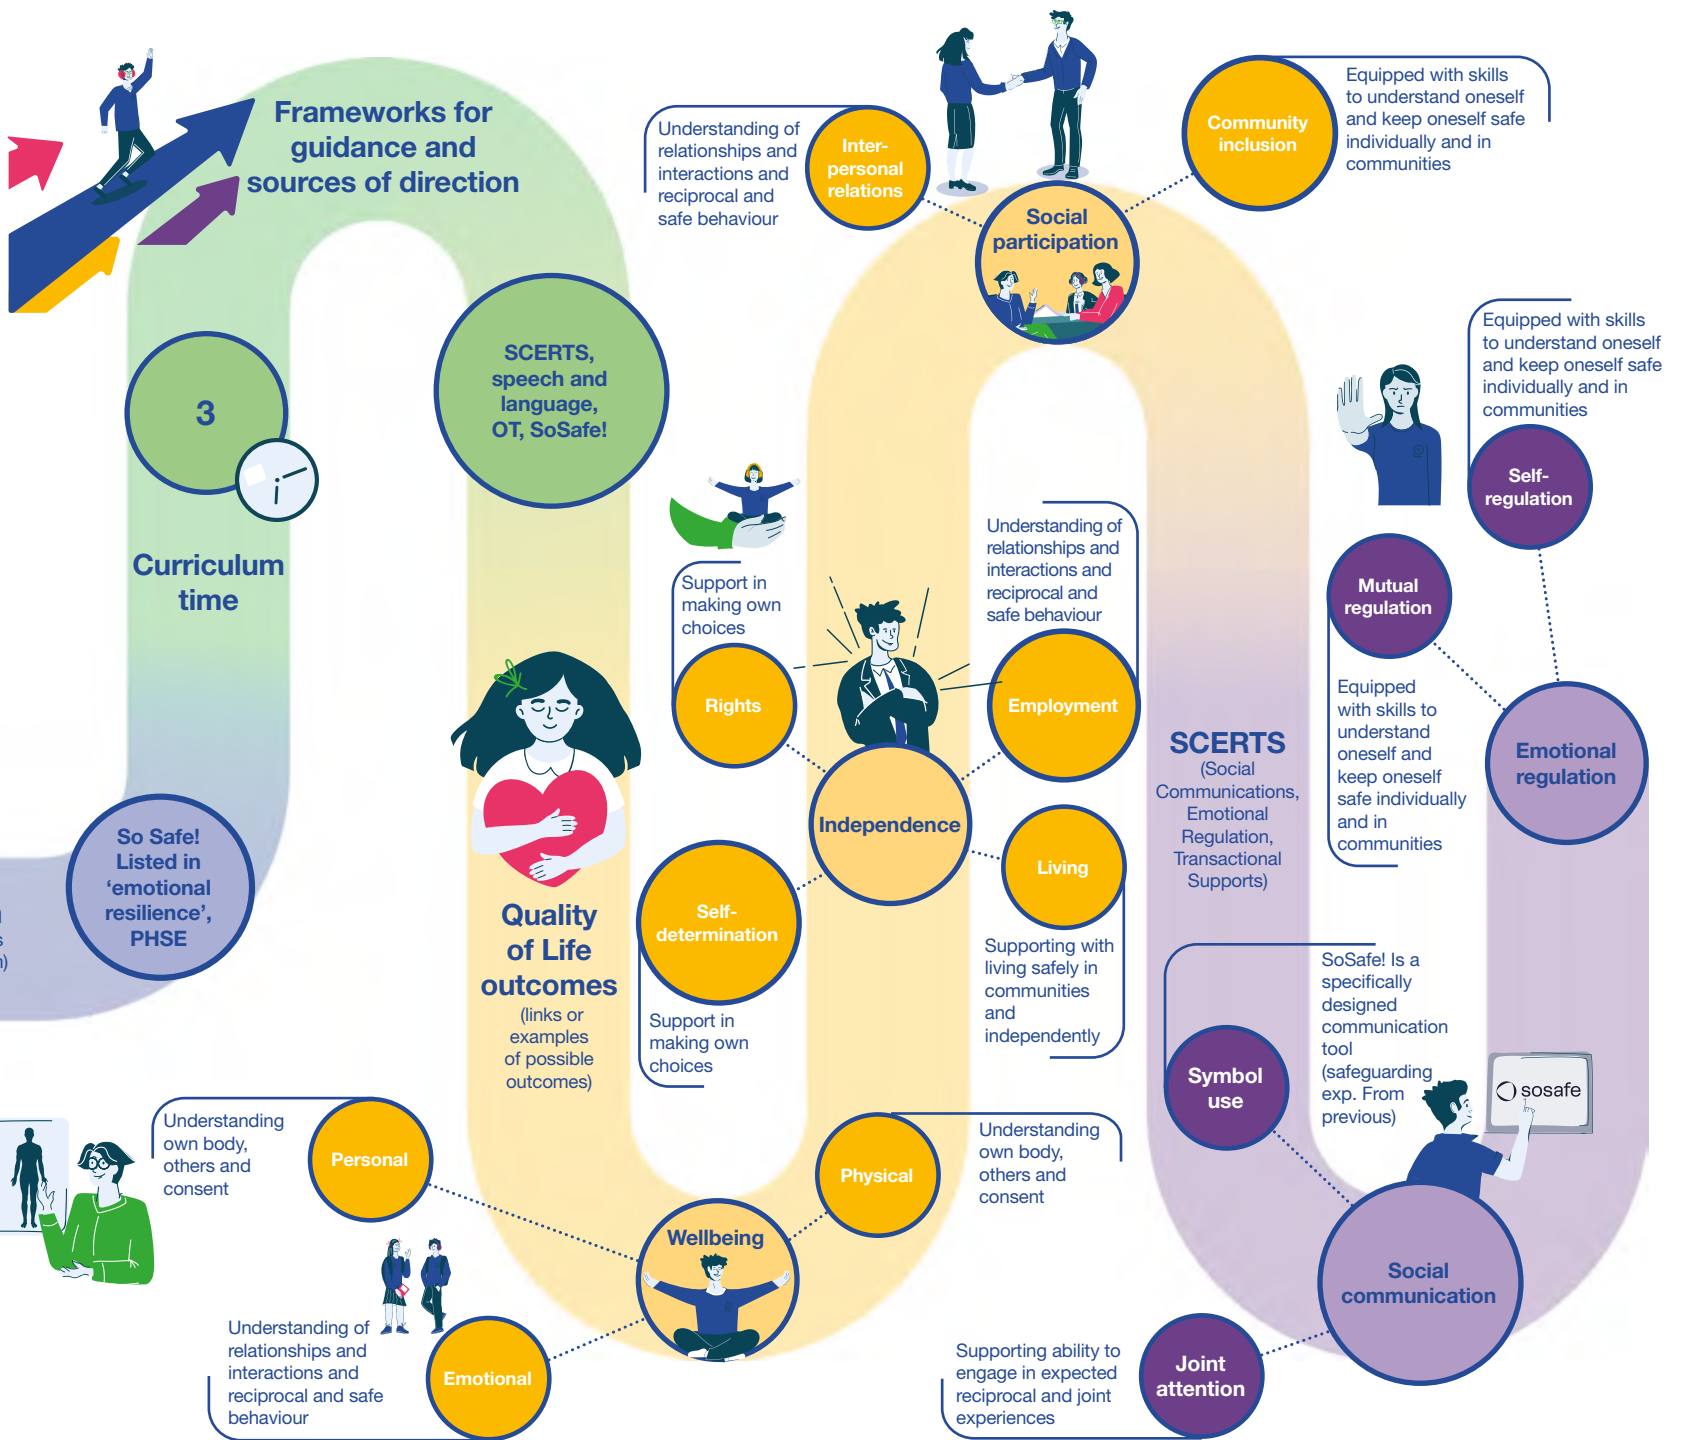 Frameworks for
guidance and
sources of direction
3
Curriculum
time
So Safe!
Listed in
‘emotional
resilience’,
PHSE
n)
SCERTS,
speech and
language,
OT, SoSafe!
Quality
of Life
outcomes
(links or
examples
of possible
outcomes)
Understanding
own body,
others and
consent
Personal
Understanding of
relationships and
interactions and
reciprocal and safe
behaviour
Emotional
Wellbeing
Physical
Understanding
own body,
others and
consent
Support in
making own
choices
Rights
Self-
determination
Support in
making own
choices
Independence
Understanding of
relationships and
interactions and
reciprocal and
safe behaviour
Employment
Living
Supporting with
living safely in
communities
and
independently
Understanding of
relationships and
interactions and
reciprocal and
safe behaviour
Inter-
personal
relations
Social
participation
Community
inclusion
Equipped with skills
to understand oneself
and keep oneself safe
individually and in
communities
SCERTS
(Social
Communications,
Emotional
Regulation,
Transactional
Supports)
Symbol
use
SoSafe! Is a
specifically
designed
communication
tool
(safeguarding
exp. From
previous)
sosafe
Social
communication
Supporting ability to
engage in expected
reciprocal and joint
experiences
Joint
attention
Equipped with skills
to understand oneself
and keep oneself safe
individually and in
communities
Self-
regulation
Mutual
regulation
Equipped
with skills to
understand
oneself and
keep oneself
safe individually
and in
communities
Emotional
regulation